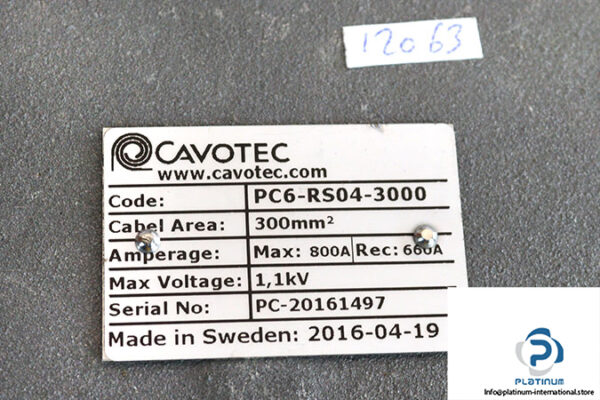 12063
CAVOTEC
www.cavotec.com
Code: PC6-RS04-3000
Cabel Area: 300mm²
Amperage: Max: 800A Rec: 660A
Max Voltage: 1,1kV
Serial No: PC-20161497
Made in Sweden: 2016-04-19
PLATINUM
Info@platinum-international.store